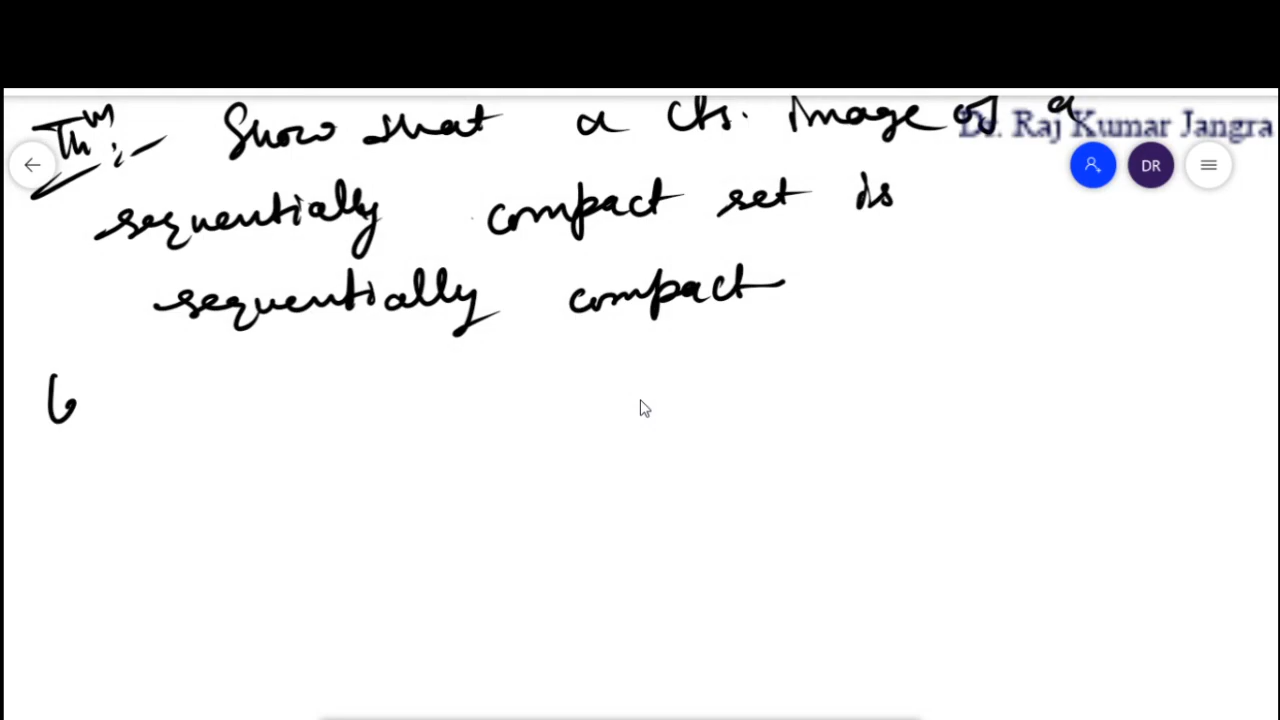 Thm:- Show that a cts. image of a
Dr. Raj Kumar Jangra
DR
sequentially compact set is
sequentially compact